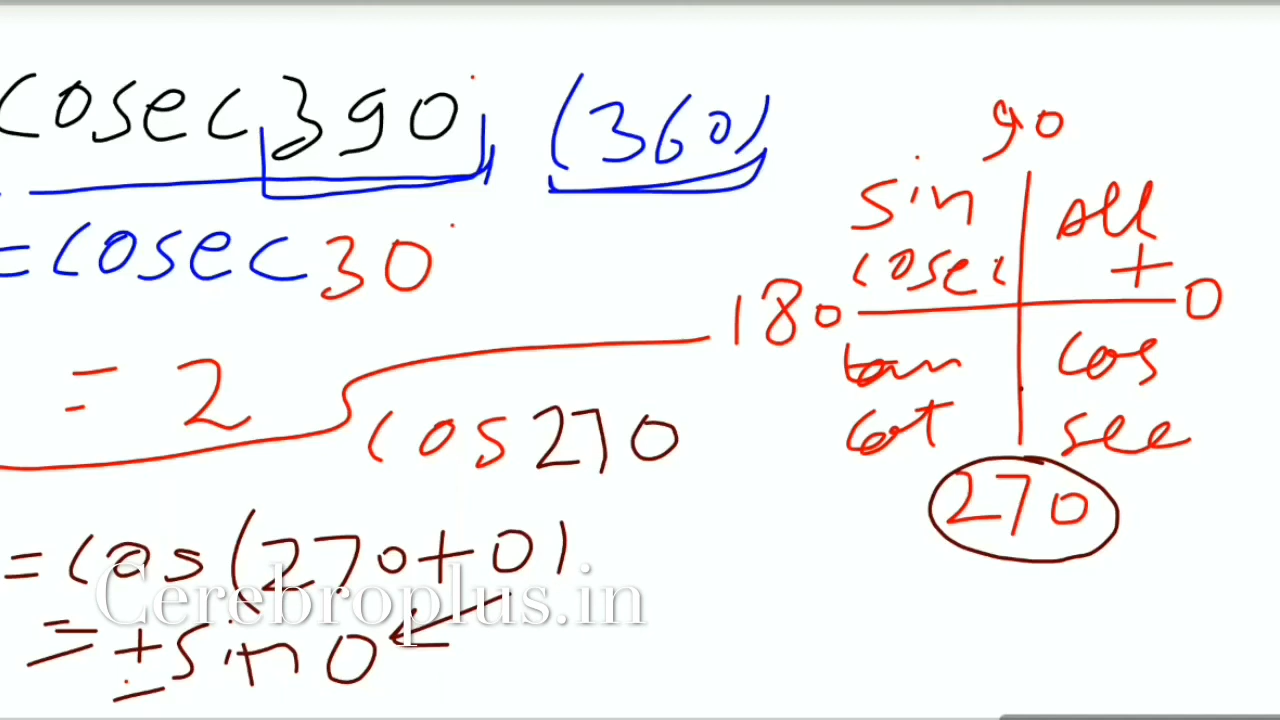 cosec 390 (360)
= cosec 30
= 2
cos 270
= cos (270+0)
= + sin 0
Cerebroplus.in
90
sin All
cosec +
180 0
tan cos
cot sec
270